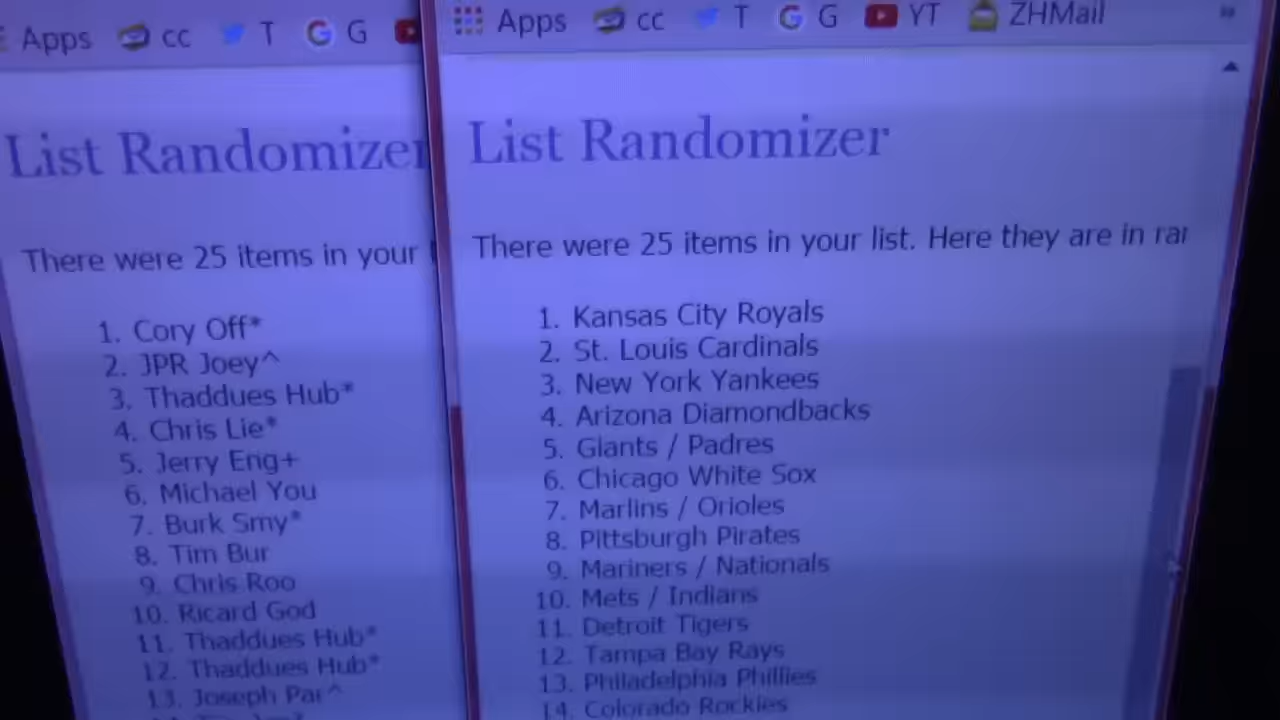 Apps cc T G G
List Randomizer
There were 25 items in your
1. Cory Off*
2. JPR Joey^
3. Thaddues Hub*
4. Chris Lie*
5. Jerry Eng+
6. Michael You
7. Burk Smy*
8. Tim Bur
9. Chris Roo
10. Ricard God
11. Thaddues Hub*
12. Thaddues Hub*
13. Joseph Par^
Apps cc T G G YT ZHMail »
List Randomizer
There were 25 items in your list. Here they are in rar
1. Kansas City Royals
2. St. Louis Cardinals
3. New York Yankees
4. Arizona Diamondbacks
5. Giants / Padres
6. Chicago White Sox
7. Marlins / Orioles
8. Pittsburgh Pirates
9. Mariners / Nationals
10. Mets / Indians
11. Detroit Tigers
12. Tampa Bay Rays
13. Philadelphia Phillies
14. Colorado Rockies